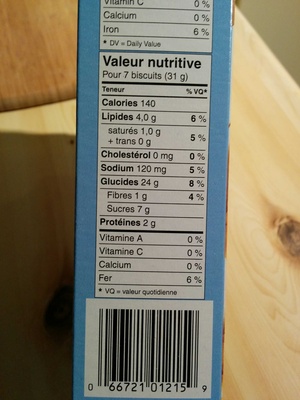 Vitamin C 0 %
Calcium 0 %
Iron 6 %
* DV = Daily Value
Valeur nutritive
Pour 7 biscuits (31 g)
Teneur % VQ*
Calories 140
Lipides 4,0 g 6 %
saturés 1,0 g
+ trans 0 g 5 %
Cholestérol 0 mg 0 %
Sodium 120 mg 5 %
Glucides 24 g 8 %
Fibres 1 g 4 %
Sucres 7 g
Protéines 2 g
Vitamine A 0 %
Vitamine C 0 %
Calcium 0 %
Fer 6 %
* VQ = valeur quotidienne
0 66721 01215 9